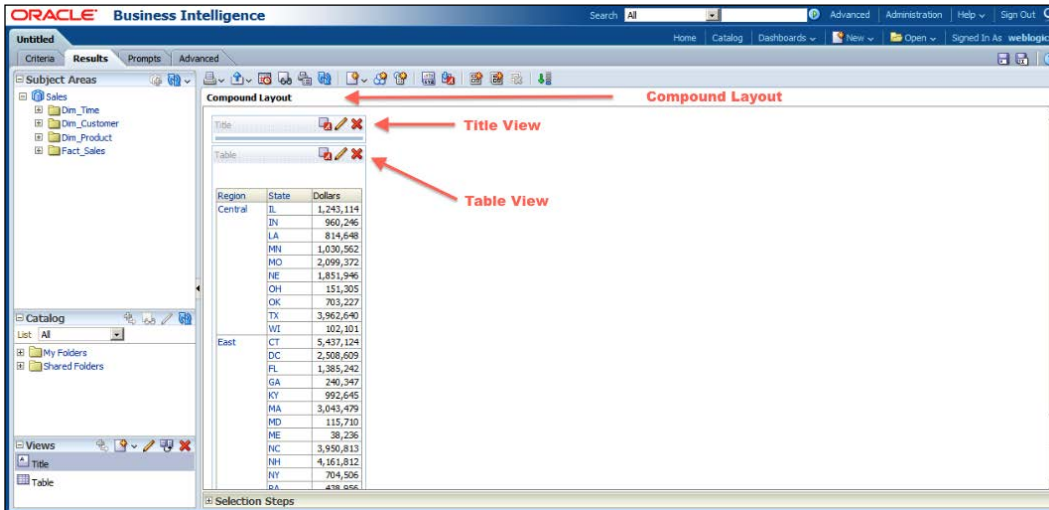 ORACLE Business Intelligence
Search All Advanced Administration Help Sign Out
Untitled
Home Catalog Dashboards New Open Signed In As weblogic
Criteria Results Prompts Advanced
Subject Areas
Sales
Dim_Time
Dim_Customer
Dim_Product
Fact_Sales
Compound Layout
Compound Layout
Title
Title View
Table
Table View
Region State Dollars
Central IL 1,243,114
IN 960,246
LA 814,648
MN 1,030,562
MO 2,099,372
NE 1,851,946
OH 151,305
OK 703,227
TX 3,962,640
WI 102,101
East CT 5,437,124
DC 2,508,609
FL 1,385,242
GA 240,347
KY 992,645
MA 3,043,479
MD 115,710
ME 38,236
NC 3,950,813
NH 4,161,812
NY 704,506
Catalog
List All
My Folders
Shared Folders
Views
Title
Table
Selection Steps